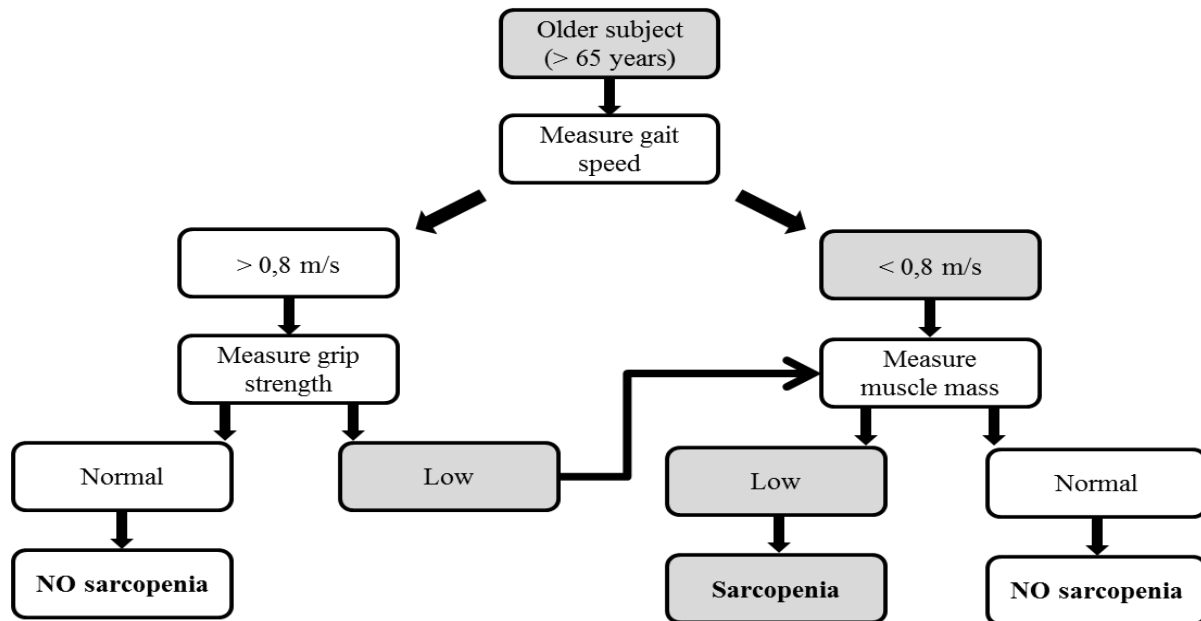 Older subject
(> 65 years)
Measure gait
speed
> 0,8 m/s
< 0,8 m/s
Measure grip
strength
Measure
muscle mass
Normal
Low
Low
Normal
NO sarcopenia
Sarcopenia
NO sarcopenia